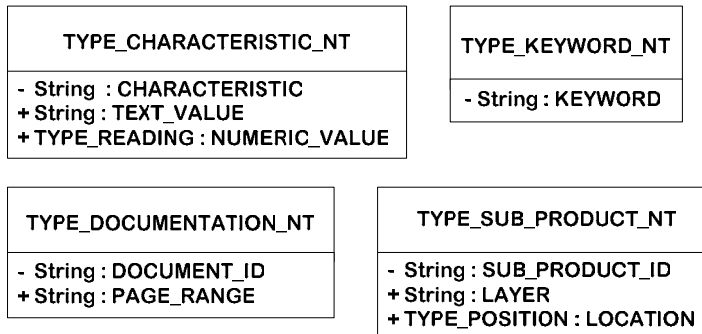 TYPE_CHARACTERISTIC_NT
- String : CHARACTERISTIC
+ String : TEXT_VALUE
+ TYPE_READING : NUMERIC_VALUE
TYPE_KEYWORD_NT
- String : KEYWORD
TYPE_DOCUMENTATION_NT
- String : DOCUMENT_ID
+ String : PAGE_RANGE
TYPE_SUB_PRODUCT_NT
- String : SUB_PRODUCT_ID
+ String : LAYER
+ TYPE_POSITION : LOCATION